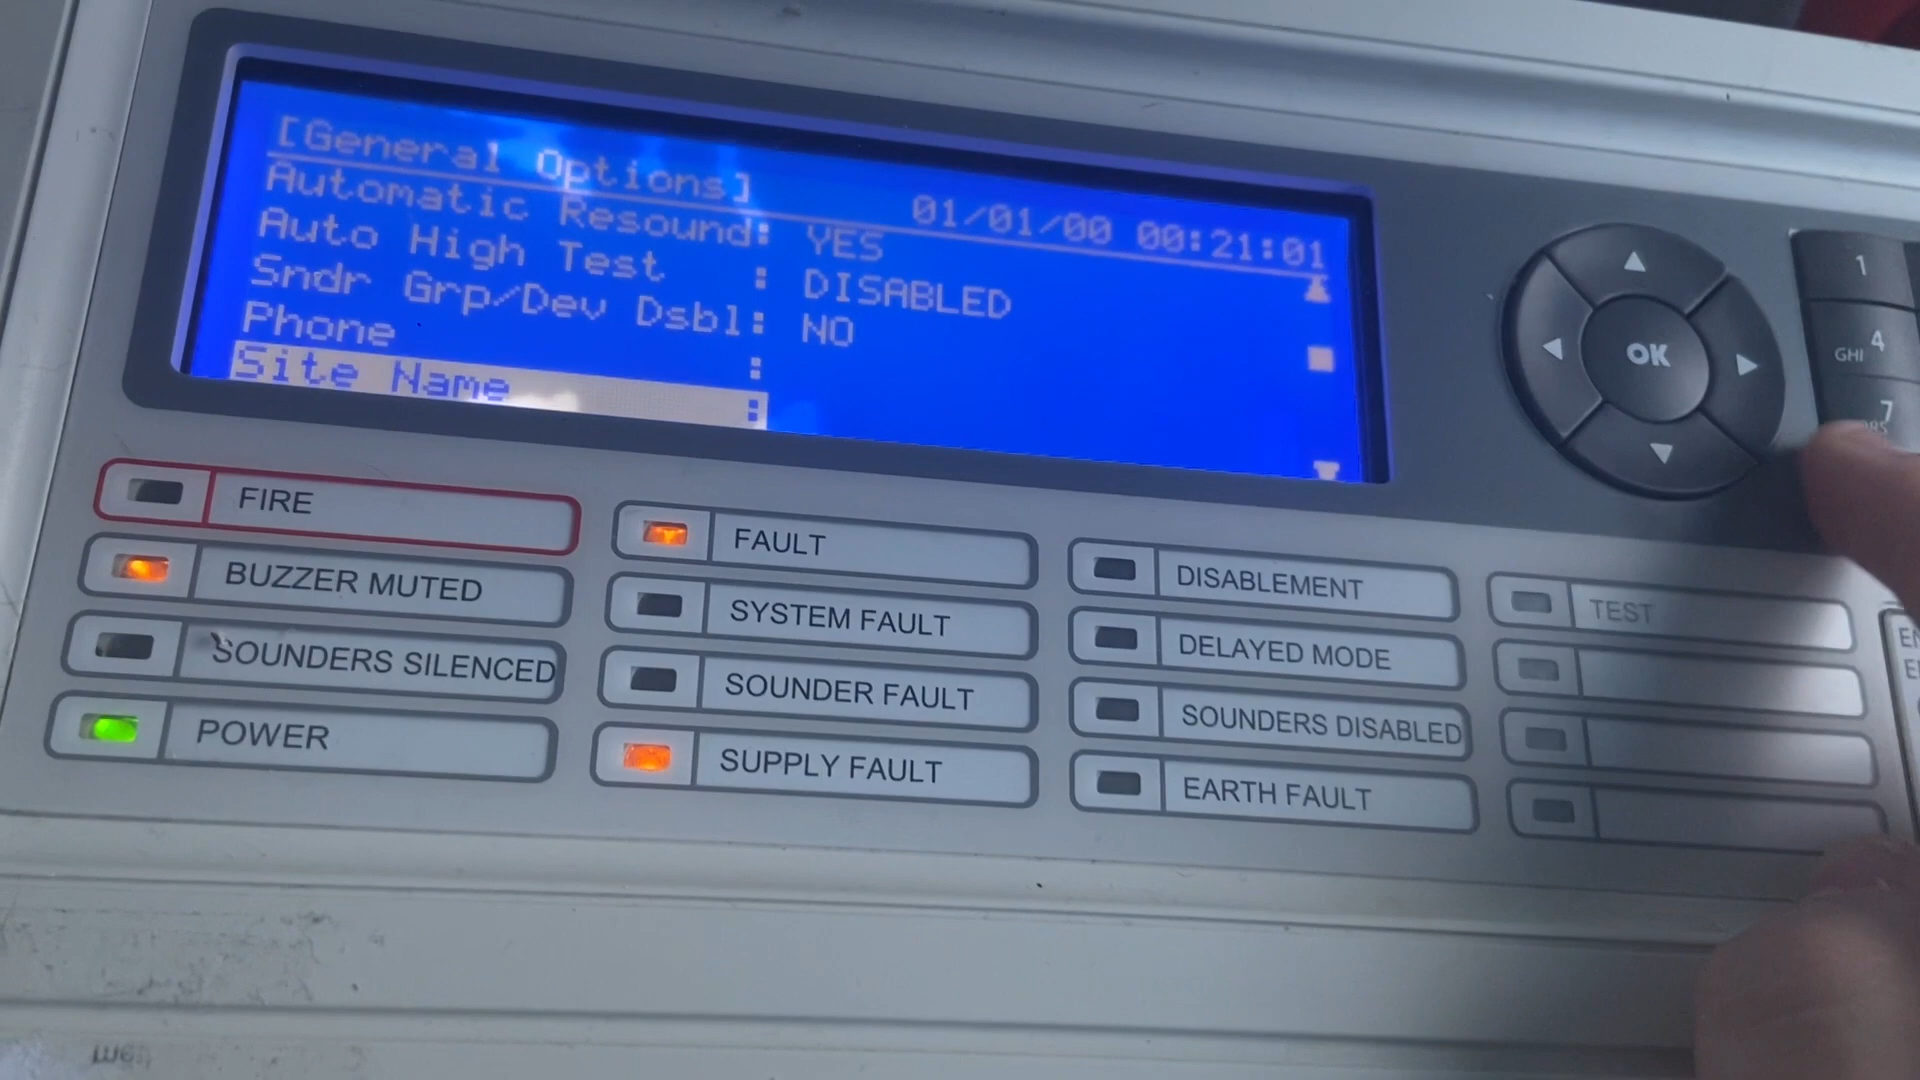 [General Options] 01/01/00 00:21:01
Automatic Resound: YES
Auto High Test : DISABLED
Sndr Grp/Dev Dsbl: NO
Phone :
Site Name :
OK
1
GHI 4
7
FIRE
BUZZER MUTED
SOUNDERS SILENCED
POWER
FAULT
SYSTEM FAULT
SOUNDER FAULT
SUPPLY FAULT
DISABLEMENT
DELAYED MODE
SOUNDERS DISABLED
EARTH FAULT
TEST